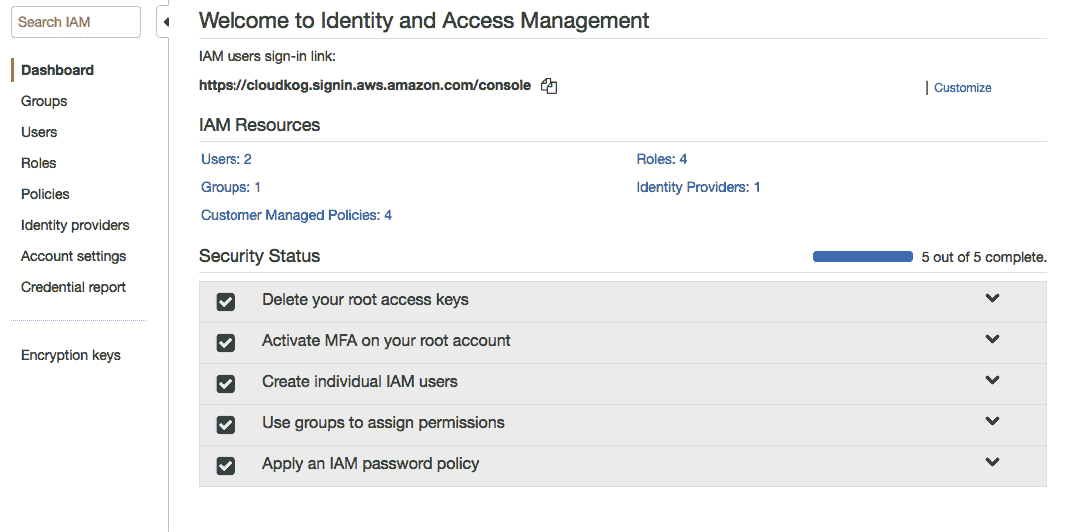 Search IAM
Dashboard
Groups
Users
Roles
Policies
Identity providers
Account settings
Credential report
Encryption keys
Welcome to Identity and Access Management
IAM users sign-in link:
https://cloudkog.signin.aws.amazon.com/console
Customize
IAM Resources
Users: 2
Roles: 4
Groups: 1
Identity Providers: 1
Customer Managed Policies: 4
Security Status
5 out of 5 complete.
Delete your root access keys
Activate MFA on your root account
Create individual IAM users
Use groups to assign permissions
Apply an IAM password policy